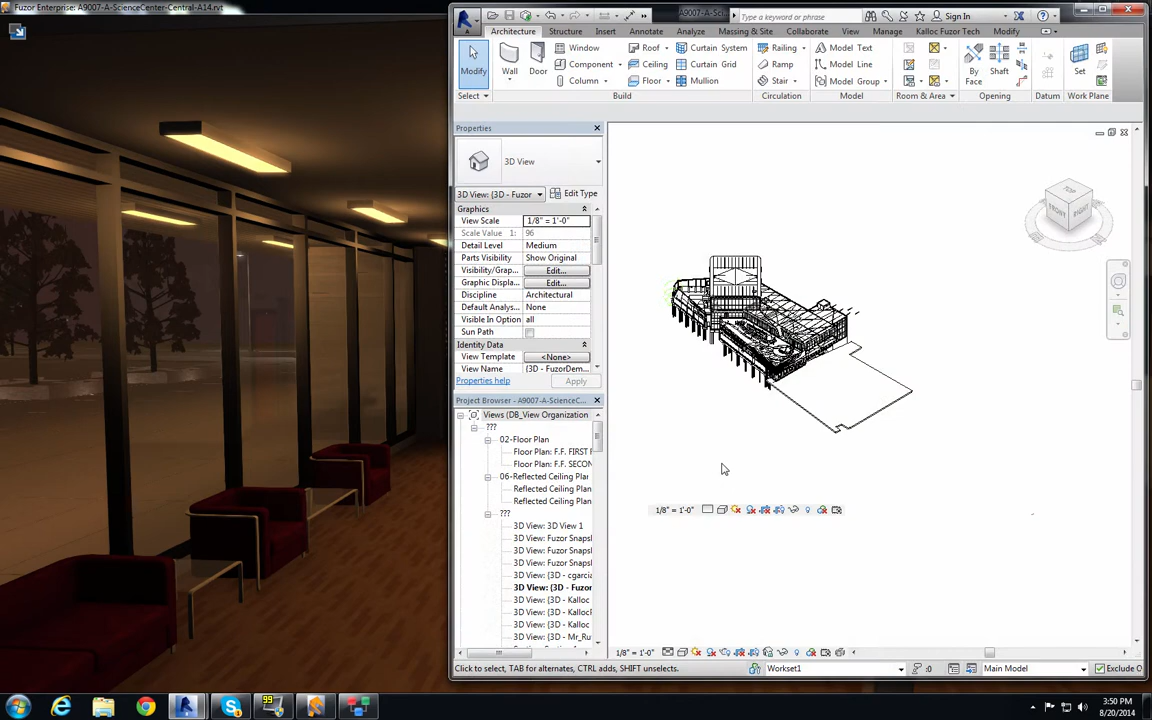 Fuzor Enterprise: A9007-A-ScienceCenter-Central-A14.rvt
A9007-A-Sci...
Type a keyword or phrase
Sign In
Architecture Structure Insert Annotate Analyze Massing & Site Collaborate View Manage Kalloc Fuzor Tech Modify
Modify
Wall
Door
Window
Component
Column
Roof
Ceiling
Floor
Curtain System
Curtain Grid
Mullion
Railing
Ramp
Stair
Model Text
Model Line
Model Group
By Face
Shaft
Set
Select Build Circulation Model Room & Area Opening Datum Work Plane
Properties
3D View
3D View: {3D - Fuzor
Edit Type
Graphics
View Scale 1/8" = 1'-0"
Scale Value 1: 96
Detail Level Medium
Parts Visibility Show Original
Visibility/Grap... Edit...
Graphic Displa... Edit...
Discipline Architectural
Default Analys... None
Visible In Option all
Sun Path
Identity Data
View Template <None>
View Name {3D - FuzorDem
Properties help
Apply
Project Browser - A9007-A-ScienceC...
Views (DB_View Organization
???
02-Floor Plan
Floor Plan: F.F. FIRST F
Floor Plan: F.F. SECON
06-Reflected Ceiling Plan
Reflected Ceiling Plan
Reflected Ceiling Plan
???
3D View: 3D View 1
3D View: Fuzor Snapsh
3D View: Fuzor Snapsh
3D View: Fuzor Snapsh
3D View: {3D - cgarcia
3D View: {3D - Fuzor
3D View: {3D - Kalloc
3D View: {3D - Kalloc
3D View: {3D - Kalloc
3D View: {3D - Mr_Ru
TOP
FRONT
RIGHT
1/8" = 1'-0"
1/8" = 1'-0"
Click to select, TAB for alternates, CTRL adds, SHIFT unselects.
Workset1
:0
Main Model
Exclude O
99
3:50 PM
8/20/2014